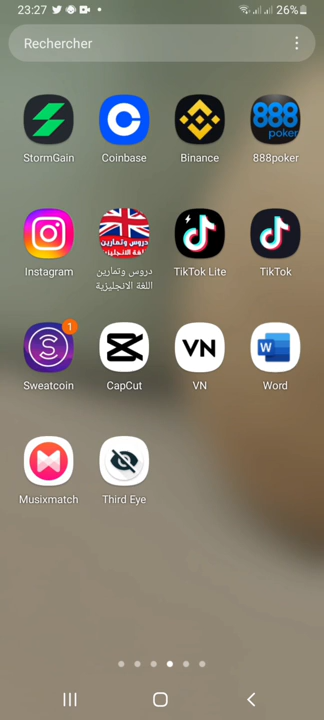 23:27
26%
Rechercher
888
poker
StormGain
Coinbase
Binance
888poker
دروس وتمارين
اللغة الانجليزية
Instagram
دروس وتمارين
اللغة الانجليزية
TikTok Lite
TikTok
1
S
VN
W
Sweatcoin
CapCut
VN
Word
Musixmatch
Third Eye